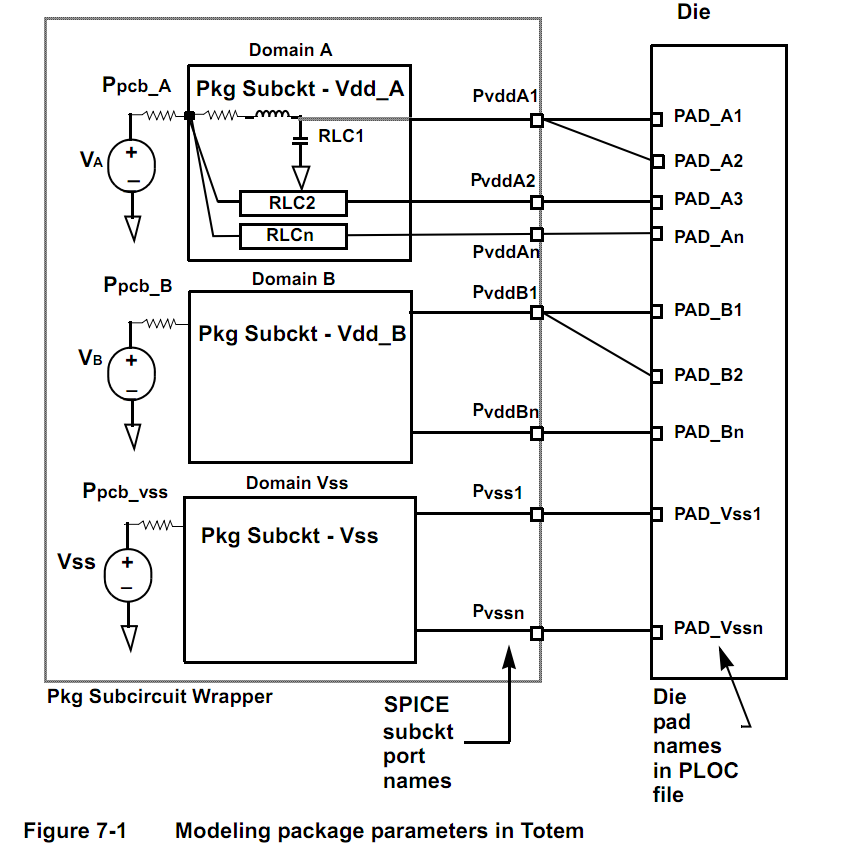 Die
Domain A
Ppcb_A
Pkg Subckt - Vdd_A
PvddA1
PAD_A1
RLC1
VA
+
–
PAD_A2
PvddA2
RLC2
PAD_A3
RLCn
PvddAn
PAD_An
Domain B
Ppcb_B
PvddB1
PAD_B1
Pkg Subckt - Vdd_B
VB
+
–
PAD_B2
PvddBn
PAD_Bn
Domain Vss
Ppcb_vss
Pvss1
PAD_Vss1
Pkg Subckt - Vss
Vss
+
–
Pvssn
PAD_Vssn
Pkg Subcircuit Wrapper
SPICE
subckt
port
names
Die
pad
names
in PLOC
file
Figure 7-1 Modeling package parameters in Totem